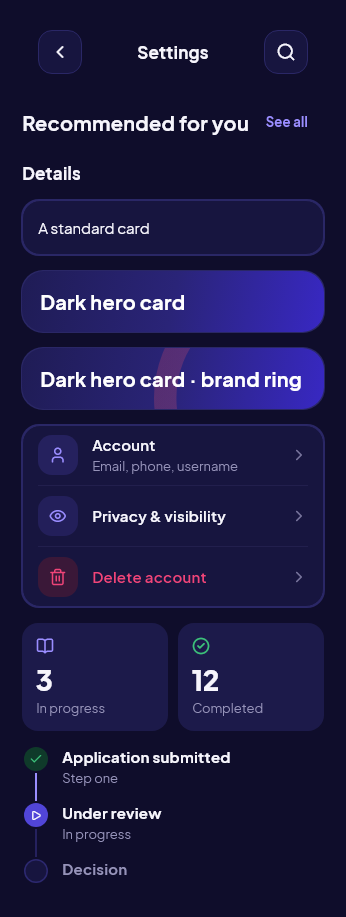 Settings
Recommended for you
See all
Details
A standard card
Dark hero card
Dark hero card · brand ring
Account
Email, phone, username
Privacy & visibility
Delete account
3
In progress
12
Completed
Application submitted
Step one
Under review
In progress
Decision